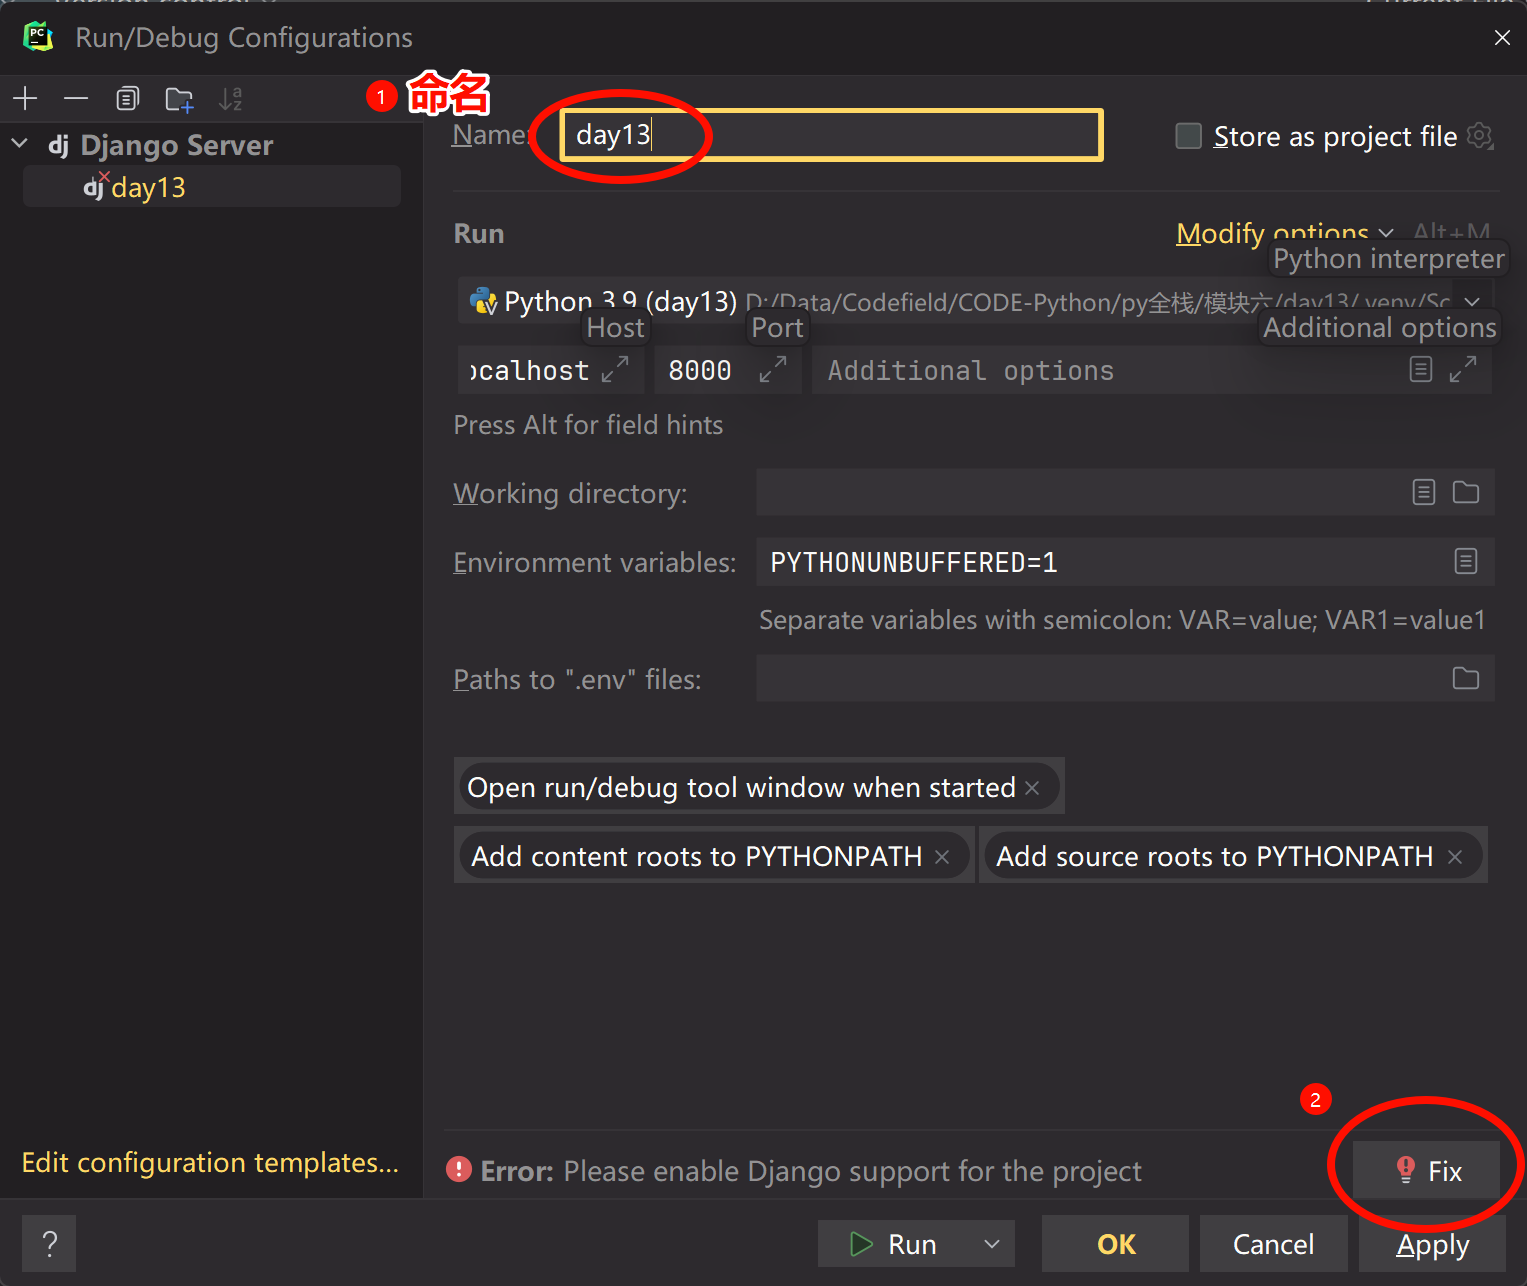 Run/Debug Configurations
1 命名
Name: day13
Store as project file
Django Server
day13
Run
Modify options Alt+M
Python interpreter
Python 3.9 (day13) D:/Data/Codefield/CODE-Python/py全栈/模块六/day13/.venv/Sc
Host
Port
Additional options
ocalhost
8000
Additional options
Press Alt for field hints
Working directory:
Environment variables: PYTHONUNBUFFERED=1
Separate variables with semicolon: VAR=value; VAR1=value1
Paths to ".env" files:
Open run/debug tool window when started
Add content roots to PYTHONPATH
Add source roots to PYTHONPATH
2
Edit configuration templates...
Error: Please enable Django support for the project
Fix
?
Run
OK
Cancel
Apply